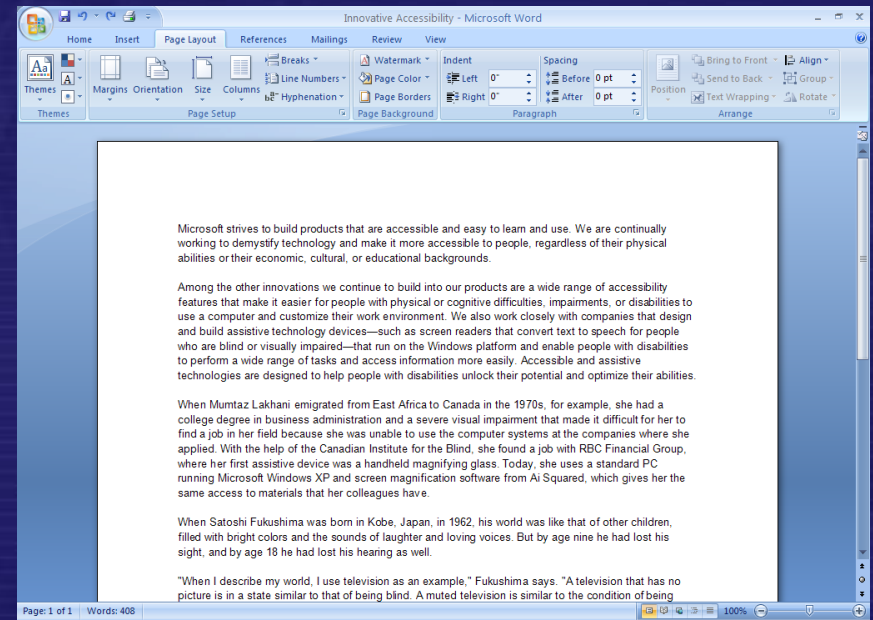 Innovative Accessibility - Microsoft Word
Home Insert Page Layout References Mailings Review View
Aa Themes
Themes
Margins Orientation Size Columns
Breaks
Line Numbers
Hyphenation
Page Setup
Watermark
Page Color
Page Borders
Page Background
Indent Spacing
Left 0" Before 0 pt
Right 0" After 0 pt
Paragraph
Position
Bring to Front
Send to Back
Text Wrapping
Align
Group
Rotate
Arrange
Microsoft strives to build products that are accessible and easy to learn and use. We are continually
working to demystify technology and make it more accessible to people, regardless of their physical
abilities or their economic, cultural, or educational backgrounds.
Among the other innovations we continue to build into our products are a wide range of accessibility
features that make it easier for people with physical or cognitive difficulties, impairments, or disabilities to
use a computer and customize their work environment. We also work closely with companies that design
and build assistive technology devices—such as screen readers that convert text to speech for people
who are blind or visually impaired—that run on the Windows platform and enable people with disabilities
to perform a wide range of tasks and access information more easily. Accessible and assistive
technologies are designed to help people with disabilities unlock their potential and optimize their abilities.
When Mumtaz Lakhani emigrated from East Africa to Canada in the 1970s, for example, she had a
college degree in business administration and a severe visual impairment that made it difficult for her to
find a job in her field because she was unable to use the computer systems at the companies where she
applied. With the help of the Canadian Institute for the Blind, she found a job with RBC Financial Group,
where her first assistive device was a handheld magnifying glass. Today, she uses a standard PC
running Microsoft Windows XP and screen magnification software from Ai Squared, which gives her the
same access to materials that her colleagues have.
When Satoshi Fukushima was born in Kobe, Japan, in 1962, his world was like that of other children,
filled with bright colors and the sounds of laughter and loving voices. But by age nine he had lost his
sight, and by age 18 he had lost his hearing as well.
"When I describe my world, I use television as an example," Fukushima says. "A television that has no
picture is in a state similar to that of being blind. A muted television is similar to the condition of being
Page: 1 of 1 Words: 408 100%